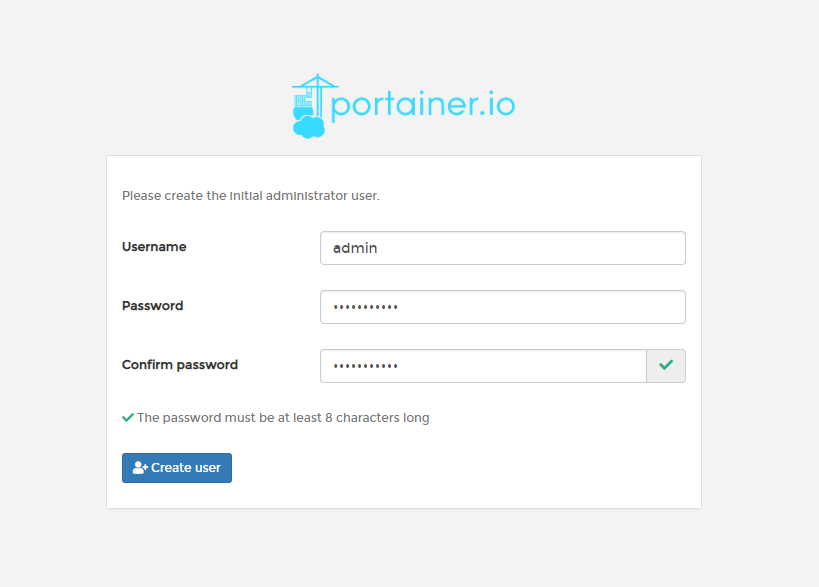 portainer.io
Please create the initial administrator user.
Username
admin
Password
•••••••••••
Confirm password
•••••••••••
The password must be at least 8 characters long
Create user